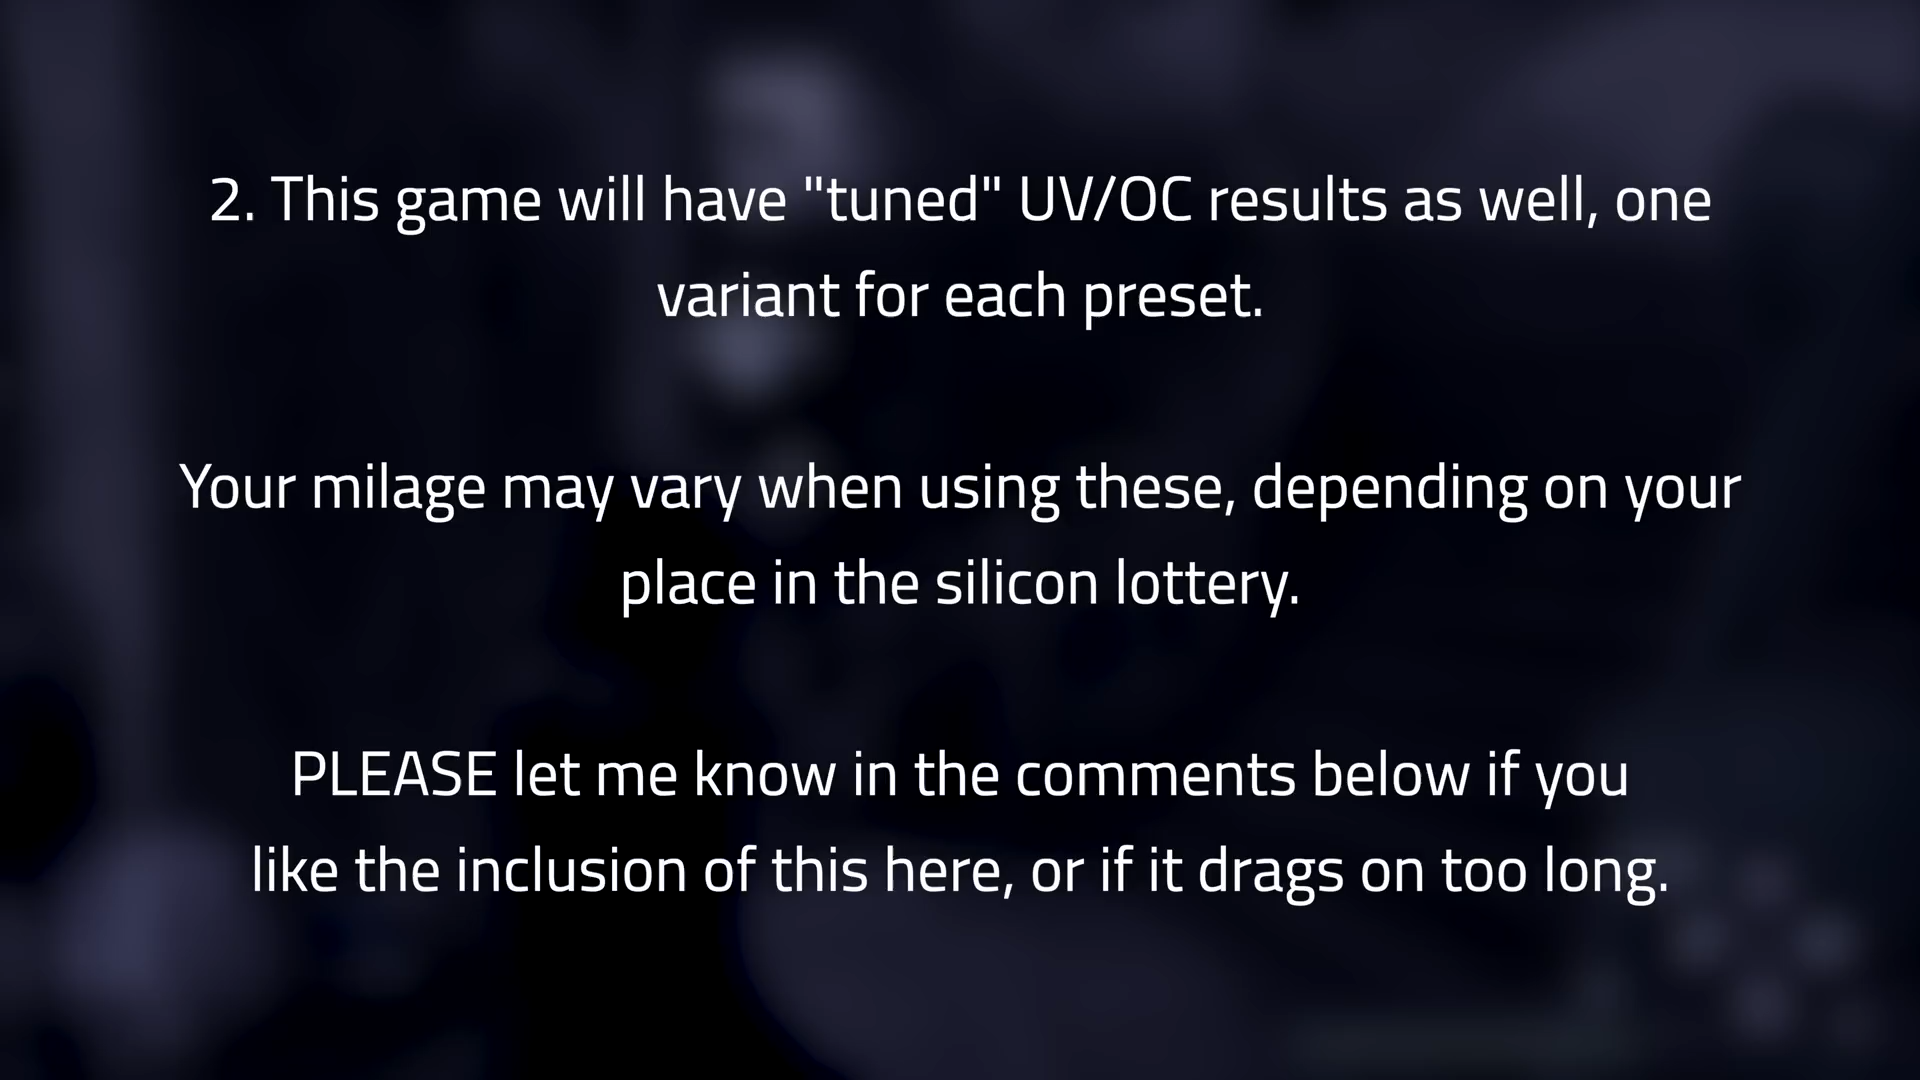 2. This game will have "tuned" UV/OC results as well, one
variant for each preset.
Your milage may vary when using these, depending on your
place in the silicon lottery.
PLEASE let me know in the comments below if you
like the inclusion of this here, or if it drags on too long.